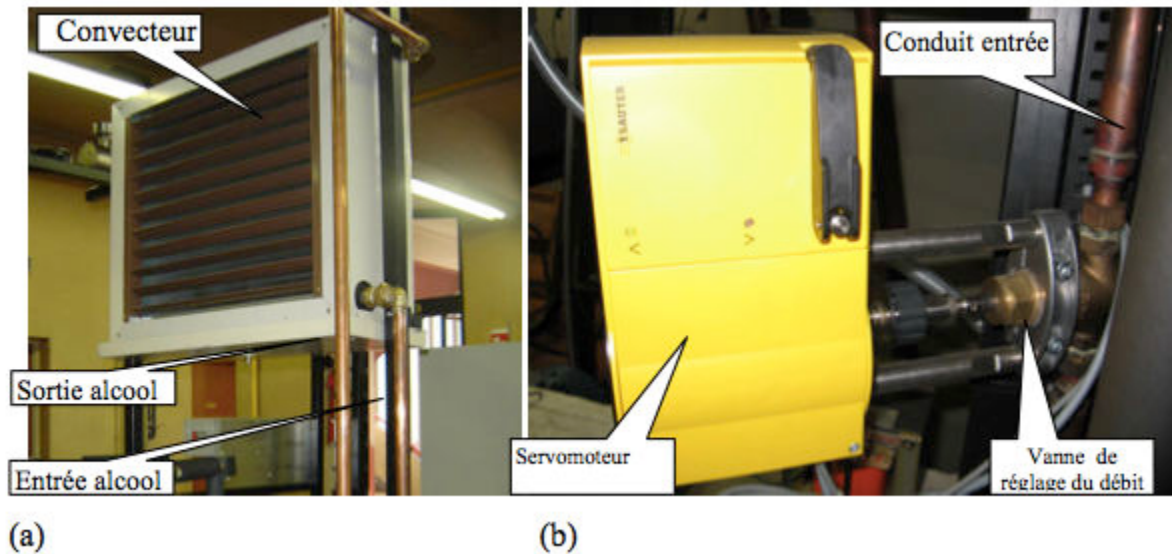 Convecteur
Sortie alcool
Entrée alcool
Conduit entrée
SAUTER
Servomoteur
Vanne de
réglage du débit
(a)
(b)